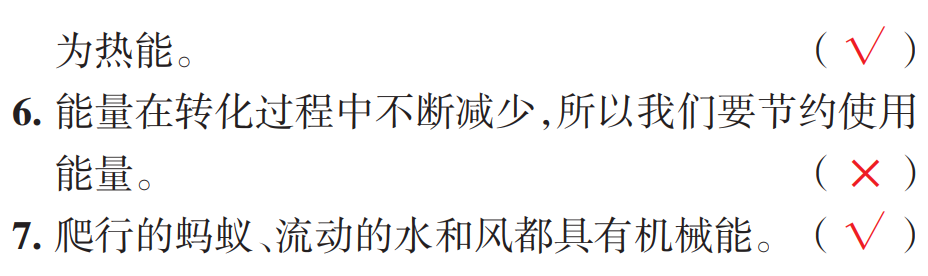 为热能。 ( √ )
6. 能量在转化过程中不断减少,所以我们要节约使用
能量。 ( × )
7. 爬行的蚂蚁、流动的水和风都具有机械能。 ( √ )